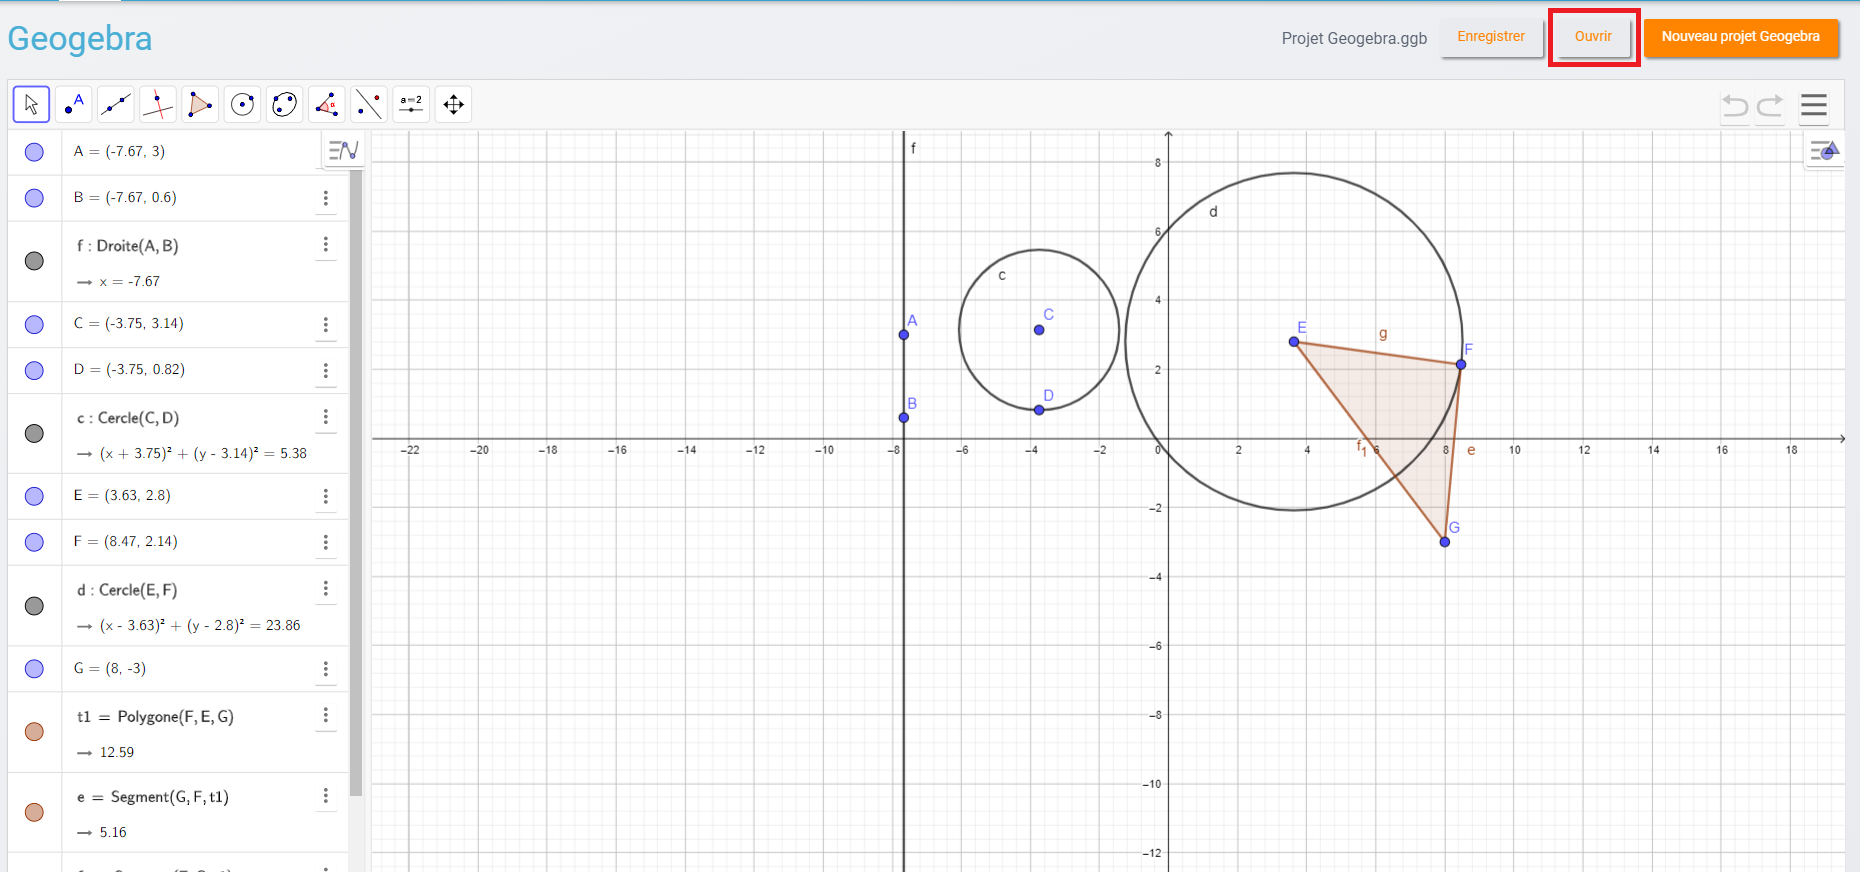 Geogebra
Projet Geogebra.ggb
Enregistrer
Ouvrir
Nouveau projet Geogebra
A
α
a=2
A = (-7.67, 3)
B = (-7.67, 0.6)
f : Droite(A, B)
→ x = -7.67
C = (-3.75, 3.14)
D = (-3.75, 0.82)
c : Cercle(C, D)
→ (x + 3.75)² + (y - 3.14)² = 5.38
E = (3.63, 2.8)
F = (8.47, 2.14)
d : Cercle(E, F)
→ (x - 3.63)² + (y - 2.8)² = 23.86
G = (8, -3)
t1 = Polygone(F, E, G)
→ 12.59
e = Segment(G, F, t1)
→ 5.16
f
8
d
6
c
4
C
A
E
g
F
2
D
B
–22 –20 –18 –16 –14 –12 –10 –8 –6 –4 –2 0 2 4 6 8 10 12 14 16 18
f₁
e
–2
G
–4
–6
–8
–10
–12